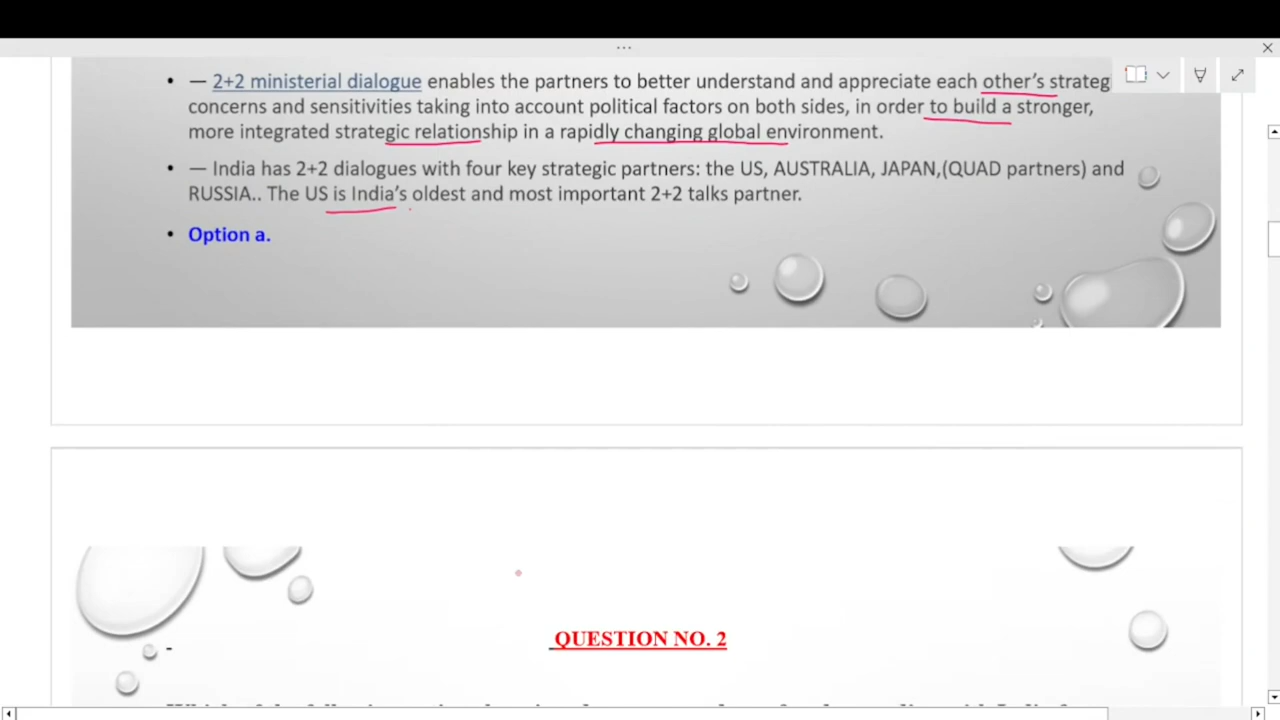 • — 2+2 ministerial dialogue enables the partners to better understand and appreciate each other's strateg
concerns and sensitivities taking into account political factors on both sides, in order to build a stronger,
more integrated strategic relationship in a rapidly changing global environment.
• — India has 2+2 dialogues with four key strategic partners: the US, AUSTRALIA, JAPAN,(QUAD partners) and
RUSSIA.. The US is India's oldest and most important 2+2 talks partner.
• Option a.
- QUESTION NO. 2